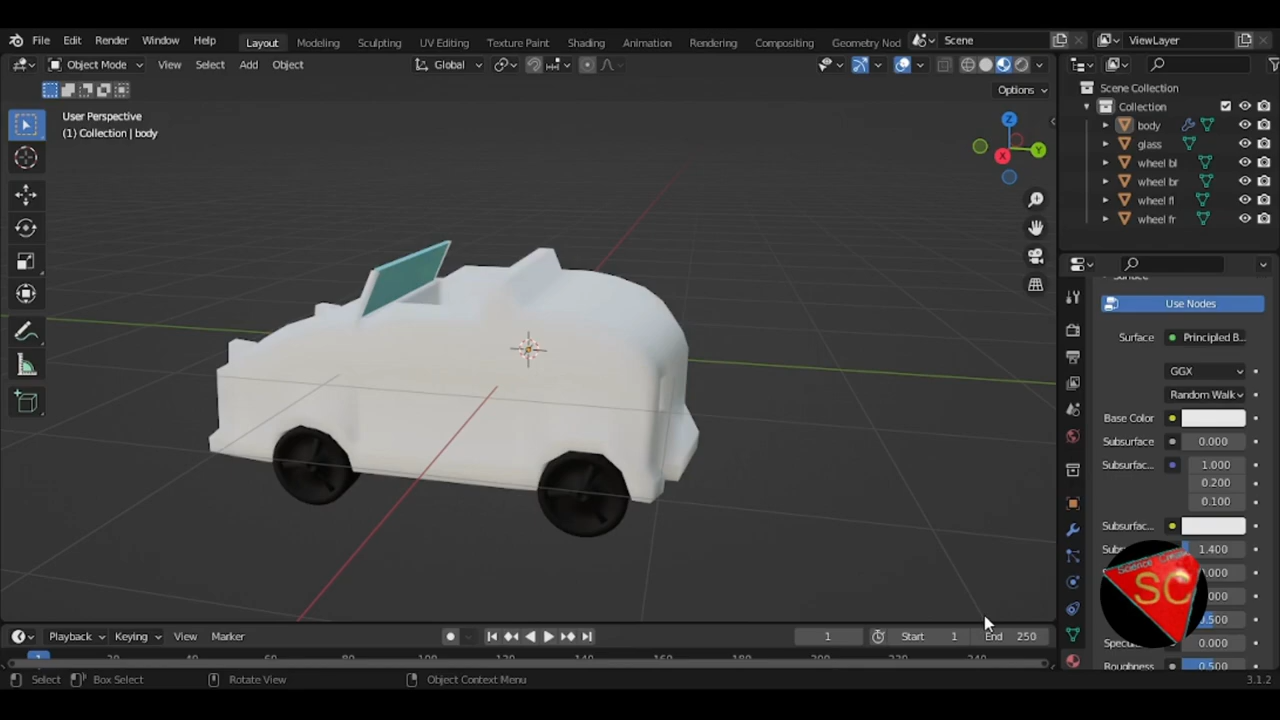 File Edit Render Window Help Layout Modeling Sculpting UV Editing Texture Paint Shading Animation Rendering Compositing Geometry Nod Scene ViewLayer
Object Mode View Select Add Object Global
Options
User Perspective
(1) Collection | body
Z
Y
X
Scene Collection
Collection
body
glass
wheel bl
wheel br
wheel fl
wheel fr
Use Nodes
Surface Principled B...
GGX
Random Walk
Base Color
Subsurface 0.000
Subsurfac... 1.000
0.200
0.100
Subsurfac...
1.400
SC
0.000
Roughness 0.500
Playback Keying View Marker 1 Start 1 End 250
1
Select Box Select Rotate View Object Context Menu 3.1.2